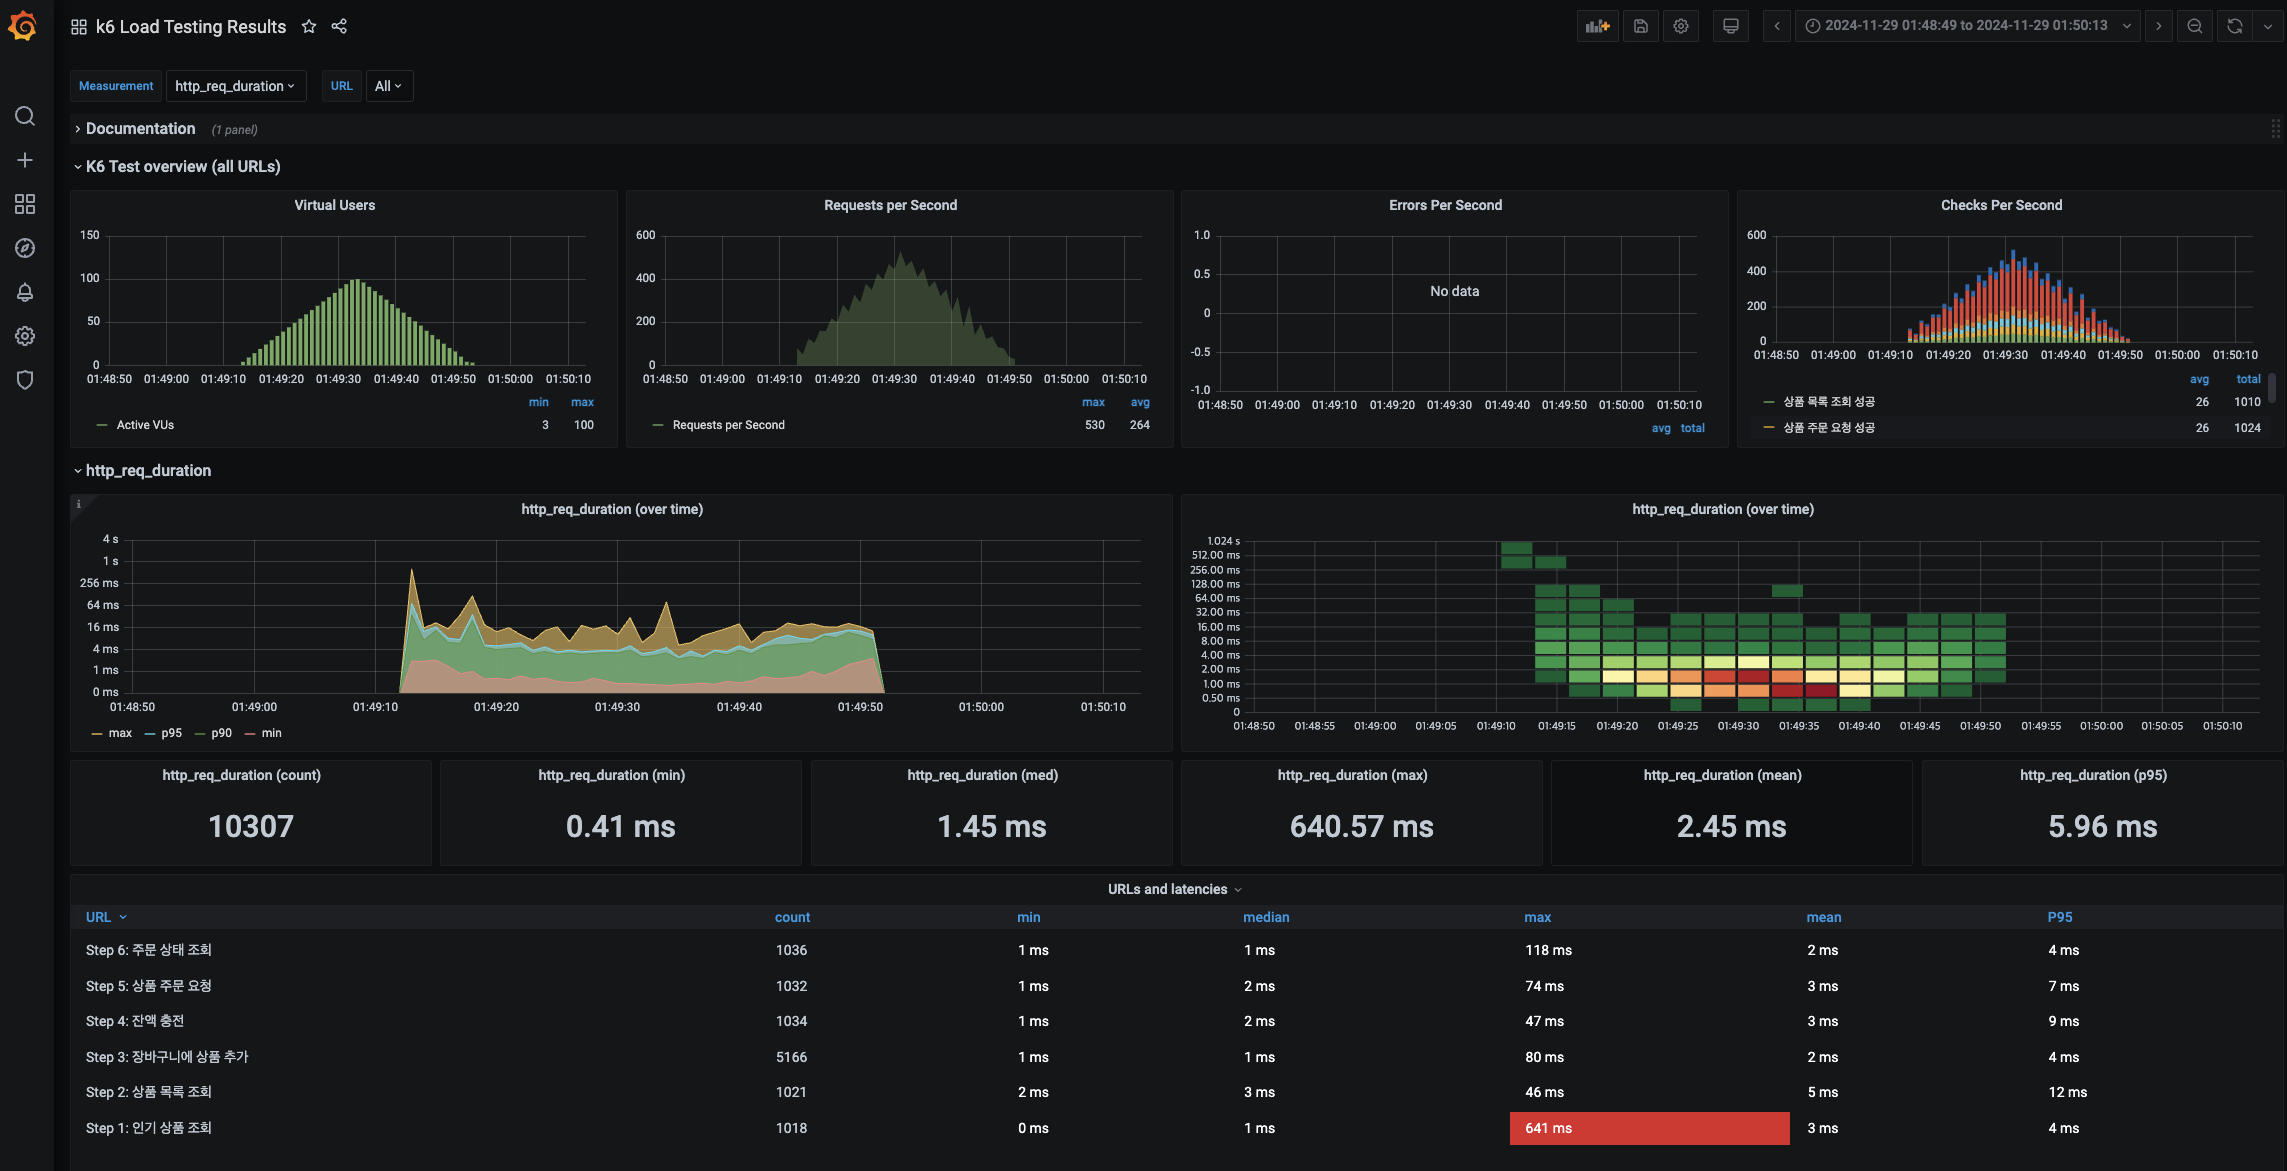 k6 Load Testing Results
2024-11-29 01:48:49 to 2024-11-29 01:50:13
Measurement http_req_duration URL All
Documentation (1 panel)
K6 Test overview (all URLs)
Virtual Users
150
100
50
0
01:48:50 01:49:00 01:49:10 01:49:20 01:49:30 01:49:40 01:49:50 01:50:00 01:50:10
min max
Active VUs 3 100
Requests per Second
600
400
200
0
01:48:50 01:49:00 01:49:10 01:49:20 01:49:30 01:49:40 01:49:50 01:50:00 01:50:10
max avg
Requests per Second 530 264
Errors Per Second
1.0
0.5
0
-0.5
-1.0
No data
01:48:50 01:49:00 01:49:10 01:49:20 01:49:30 01:49:40 01:49:50 01:50:00 01:50:10
avg total
Checks Per Second
600
400
200
0
01:48:50 01:49:00 01:49:10 01:49:20 01:49:30 01:49:40 01:49:50 01:50:00 01:50:10
avg total
상품 목록 조회 성공 26 1010
상품 주문 요청 성공 26 1024
http_req_duration
i
http_req_duration (over time)
4 s
1 s
256 ms
64 ms
16 ms
4 ms
1 ms
0 ms
01:48:50 01:49:00 01:49:10 01:49:20 01:49:30 01:49:40 01:49:50 01:50:00 01:50:10
max p95 p90 min
http_req_duration (over time)
1.024 s
512.00 ms
256.00 ms
128.00 ms
64.00 ms
32.00 ms
16.00 ms
8.00 ms
4.00 ms
2.00 ms
1.00 ms
0.50 ms
0
01:48:50 01:48:55 01:49:00 01:49:05 01:49:10 01:49:15 01:49:20 01:49:25 01:49:30 01:49:35 01:49:40 01:49:45 01:49:50 01:49:55 01:50:00 01:50:05 01:50:10
http_req_duration (count)
10307
http_req_duration (min)
0.41 ms
http_req_duration (med)
1.45 ms
http_req_duration (max)
640.57 ms
http_req_duration (mean)
2.45 ms
http_req_duration (p95)
5.96 ms
URLs and latencies
URL count min median max mean P95
Step 6: 주문 상태 조회 1036 1 ms 1 ms 118 ms 2 ms 4 ms
Step 5: 상품 주문 요청 1032 1 ms 2 ms 74 ms 3 ms 7 ms
Step 4: 잔액 충전 1034 1 ms 2 ms 47 ms 3 ms 9 ms
Step 3: 장바구니에 상품 추가 5166 1 ms 1 ms 80 ms 2 ms 4 ms
Step 2: 상품 목록 조회 1021 2 ms 3 ms 46 ms 5 ms 12 ms
Step 1: 인기 상품 조회 1018 0 ms 1 ms 641 ms 3 ms 4 ms